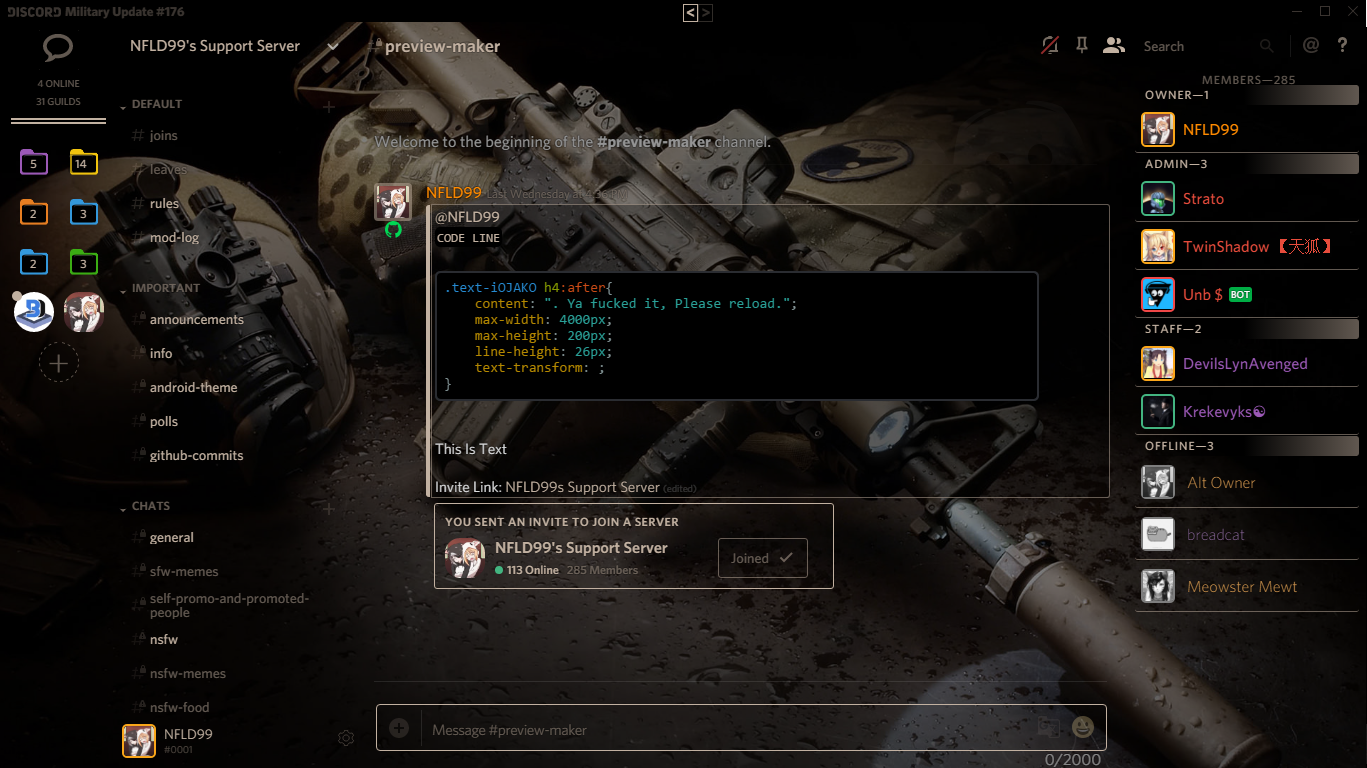 DISCORD Military Update #176
< >
4 ONLINE
31 GUILDS
5
14
2
3
2
3
NFLD99's Support Server
DEFAULT
joins
leaves
rules
mod-log
IMPORTANT
announcements
info
android-theme
polls
github-commits
CHATS
general
sfw-memes
self-promo-and-promoted-
people
nsfw
nsfw-memes
nsfw-food
NFLD99
#0001
preview-maker
Search
@ ?
Welcome to the beginning of the #preview-maker channel.
NFLD99 Last Wednesday at
@NFLD99
CODE LINE
.text-iOJAKO h4:after{
content: ". Ya fucked it, Please reload.";
max-width: 4000px;
max-height: 200px;
line-height: 26px;
text-transform: ;
}
This Is Text
Invite Link: NFLD99s Support Server (edited)
YOU SENT AN INVITE TO JOIN A SERVER
NFLD99's Support Server
113 Online 285 Members
Joined
Message #preview-maker
0/2000
MEMBERS—285
OWNER—1
NFLD99
ADMIN—3
Strato
TwinShadow 【天狐】
Unb $ BOT
STAFF—2
DevilsLynAvenged
Krekevyks☯
OFFLINE—3
Alt Owner
breadcat
Meowster Mewt